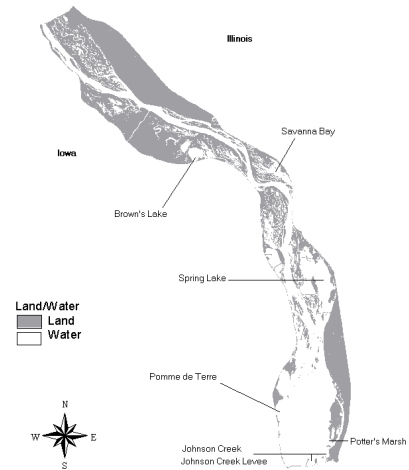 Illinois
Savanna Bay
Iowa
Brown's Lake
Spring Lake
Land/Water
Land
Water
Pomme de Terre
N
W
E
S
Potter's Marsh
Johnson Creek
Johnson Creek Levee